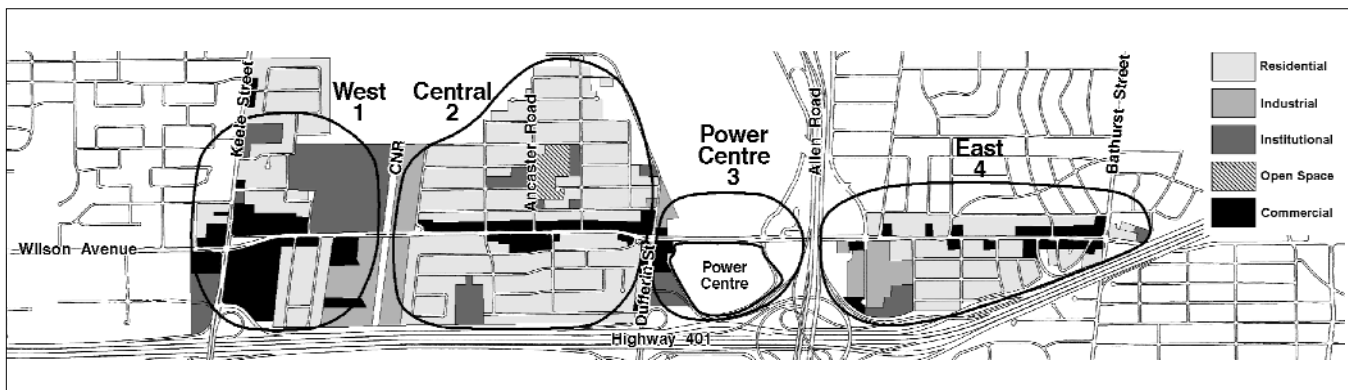 Keele Street
West
1
CNR
Central
2
Ancaster Road
Dufferin St
Power
Centre
3
Allen Road
East
4
Bathurst Street
Wilson Avenue
Power
Centre
Highway 401
Residential
Industrial
Institutional
Open Space
Commercial